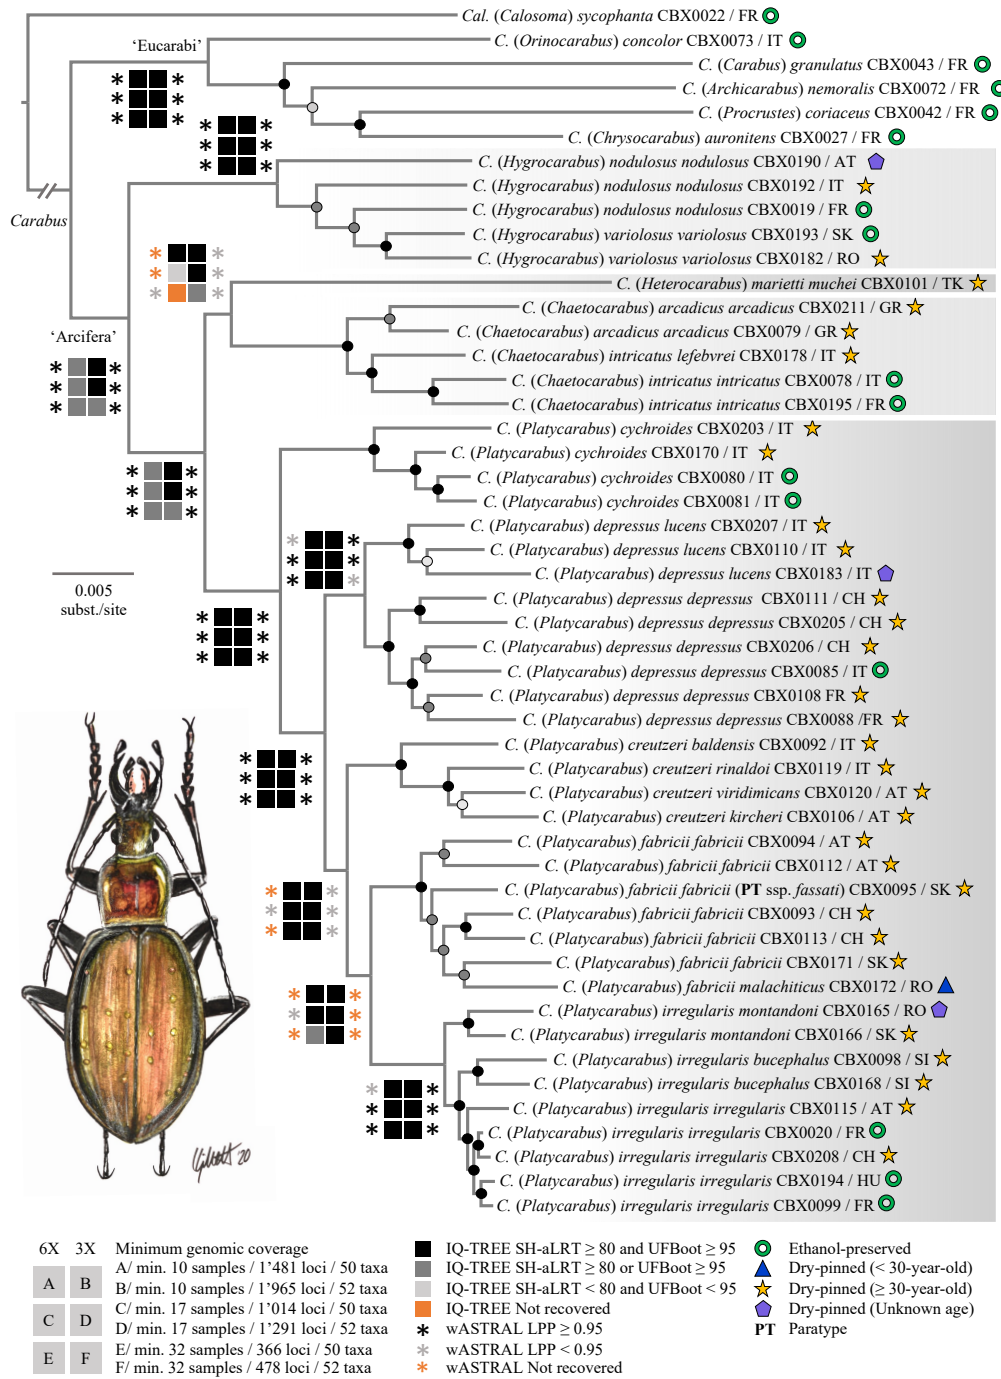 Cal. (Calosoma) sycophanta CBX0022 / FR
'Eucarabi'
C. (Orinocarabus) concolor CBX0073 / IT
C. (Carabus) granulatus CBX0043 / FR
C. (Archicarabus) nemoralis CBX0072 / FR
C. (Procrustes) coriaceus CBX0042 / FR
C. (Chrysocarabus) auronitens CBX0027 / FR
C. (Hygrocarabus) nodulosus nodulosus CBX0190 / AT
C. (Hygrocarabus) nodulosus nodulosus CBX0192 / IT
C. (Hygrocarabus) nodulosus nodulosus CBX0019 / FR
Carabus
C. (Hygrocarabus) variolosus variolosus CBX0193 / SK
C. (Hygrocarabus) variolosus variolosus CBX0182 / RO
C. (Heterocarabus) marietti muchei CBX0101 / TK
C. (Chaetocarabus) arcadicus arcadicus CBX0211 / GR
C. (Chaetocarabus) arcadicus arcadicus CBX0079 / GR
'Arcifera'
C. (Chaetocarabus) intricatus lefebvrei CBX0178 / IT
C. (Chaetocarabus) intricatus intricatus CBX0078 / IT
C. (Chaetocarabus) intricatus intricatus CBX0195 / FR
C. (Platycarabus) cychroides CBX0203 / IT
C. (Platycarabus) cychroides CBX0170 / IT
C. (Platycarabus) cychroides CBX0080 / IT
C. (Platycarabus) cychroides CBX0081 / IT
C. (Platycarabus) depressus lucens CBX0207 / IT
C. (Platycarabus) depressus lucens CBX0110 / IT
C. (Platycarabus) depressus lucens CBX0183 / IT
0.005
subst./site
C. (Platycarabus) depressus depressus CBX0111 / CH
C. (Platycarabus) depressus depressus CBX0205 / CH
C. (Platycarabus) depressus depressus CBX0206 / CH
C. (Platycarabus) depressus depressus CBX0085 / IT
C. (Platycarabus) depressus depressus CBX0108 FR
C. (Platycarabus) depressus depressus CBX0088 /FR
C. (Platycarabus) creutzeri baldensis CBX0092 / IT
C. (Platycarabus) creutzeri rinaldoi CBX0119 / IT
C. (Platycarabus) creutzeri viridimicans CBX0120 / AT
C. (Platycarabus) creutzeri kircheri CBX0106 / AT
C. (Platycarabus) fabricii fabricii CBX0094 / AT
C. (Platycarabus) fabricii fabricii CBX0112 / AT
C. (Platycarabus) fabricii fabricii (PT ssp. fassati) CBX0095 / SK
C. (Platycarabus) fabricii fabricii CBX0093 / CH
C. (Platycarabus) fabricii fabricii CBX0113 / CH
C. (Platycarabus) fabricii fabricii CBX0171 / SK
C. (Platycarabus) fabricii malachiticus CBX0172 / RO
C. (Platycarabus) irregularis montandoni CBX0165 / RO
C. (Platycarabus) irregularis montandoni CBX0166 / SK
C. (Platycarabus) irregularis bucephalus CBX0098 / SI
C. (Platycarabus) irregularis bucephalus CBX0168 / SI
C. (Platycarabus) irregularis irregularis CBX0115 / AT
C. (Platycarabus) irregularis irregularis CBX0020 / FR
C. (Platycarabus) irregularis irregularis CBX0208 / CH
C. (Platycarabus) irregularis irregularis CBX0194 / HU
C. (Platycarabus) irregularis irregularis CBX0099 / FR
'20
6X 3X Minimum genomic coverage
A B
C D
E F
A/ min. 10 samples / 1'481 loci / 50 taxa
B/ min. 10 samples / 1'965 loci / 52 taxa
C/ min. 17 samples / 1'014 loci / 50 taxa
D/ min. 17 samples / 1'291 loci / 52 taxa
E/ min. 32 samples / 366 loci / 50 taxa
F/ min. 32 samples / 478 loci / 52 taxa
IQ-TREE SH-aLRT ≥ 80 and UFBoot ≥ 95
IQ-TREE SH-aLRT ≥ 80 or UFBoot ≥ 95
IQ-TREE SH-aLRT < 80 and UFBoot < 95
IQ-TREE Not recovered
* wASTRAL LPP ≥ 0.95
* wASTRAL LPP < 0.95
* wASTRAL Not recovered
Ethanol-preserved
Dry-pinned (< 30-year-old)
Dry-pinned (≥ 30-year-old)
Dry-pinned (Unknown age)
PT Paratype